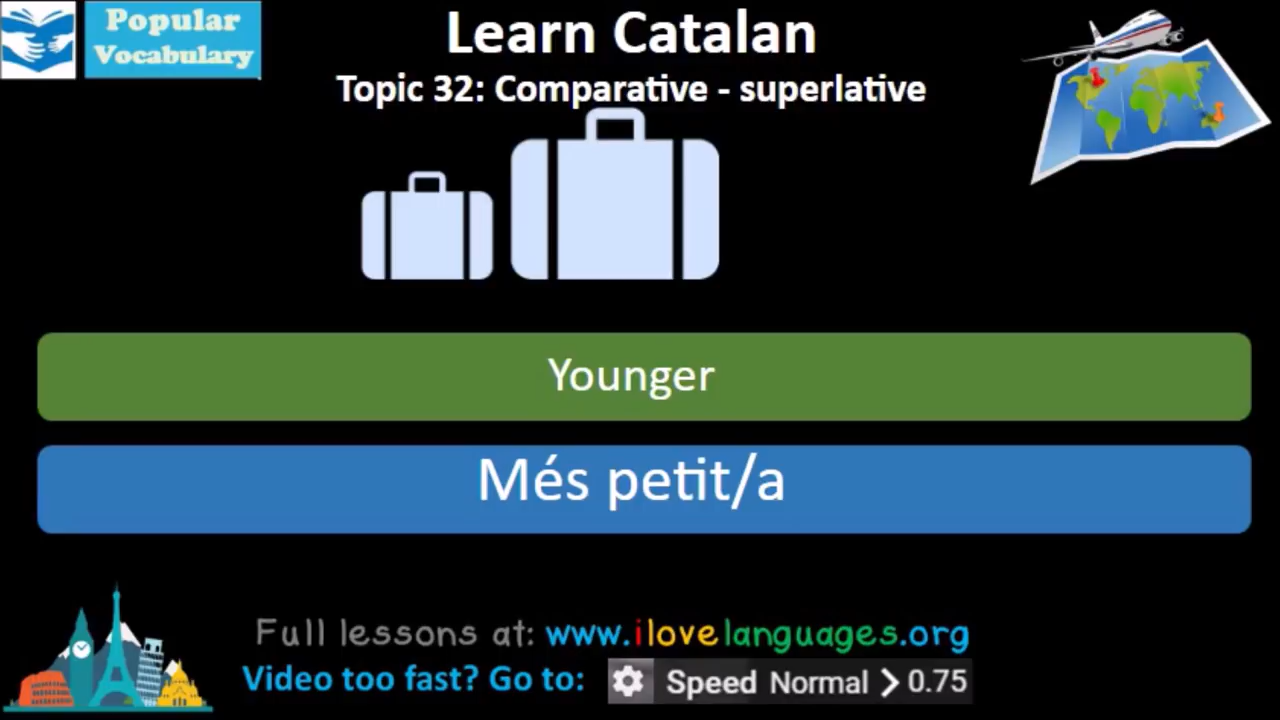 Popular
Vocabulary
Learn Catalan
Topic 32: Comparative - superlative
Younger
Més petit/a
Full lessons at: www.ilovelanguages.org
Video too fast? Go to: Speed Normal > 0.75